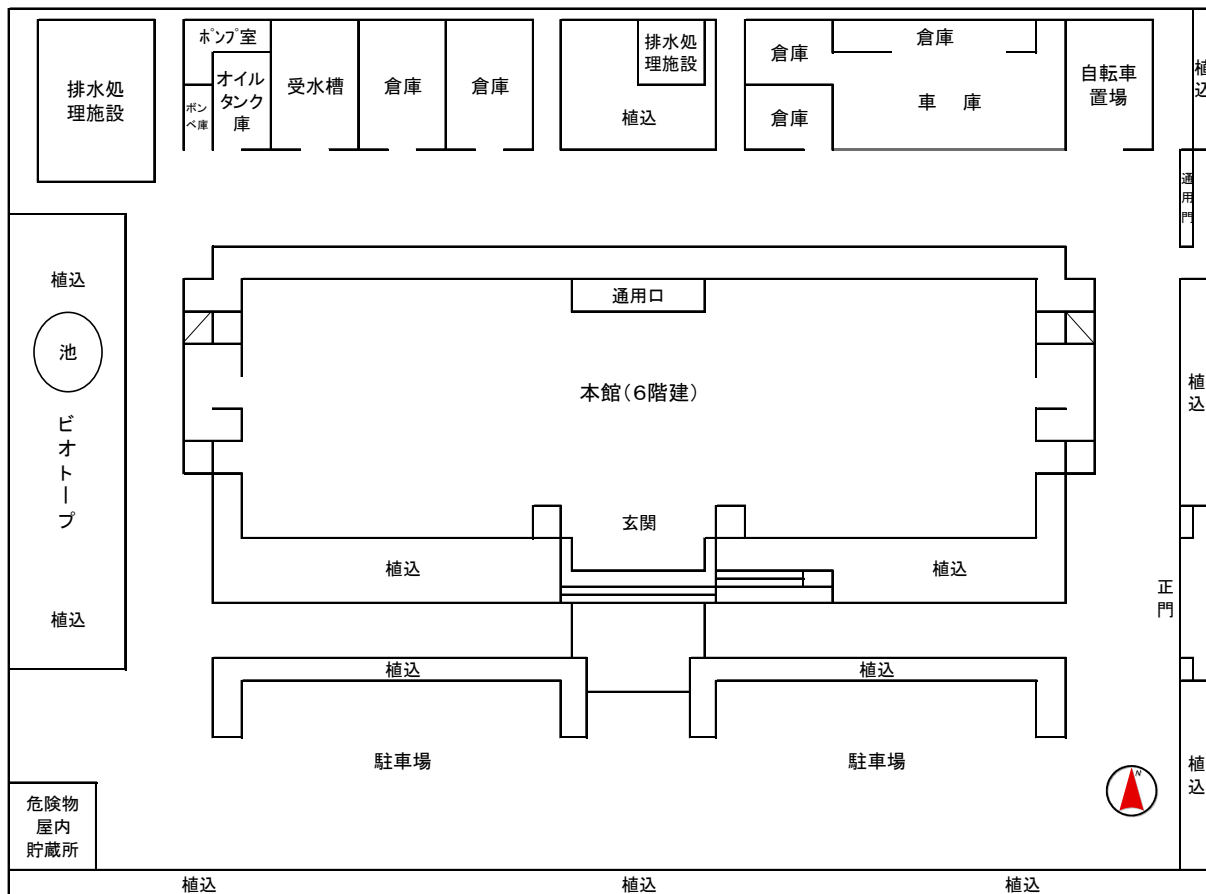 ポンプ室
倉庫
排水処
理施設
倉庫
植込
排水処
理施設
オイル
タンク
庫
受水槽
倉庫
倉庫
自転車
置場
ボン
ベ庫
植込
倉庫
車 庫
通用門
植込
通用口
池
植込
本館(6階建)
ビオトープ
玄関
植込
植込
正門
植込
植込
植込
駐車場
駐車場
植込
N
危険物
屋内
貯蔵所
植込
植込
植込